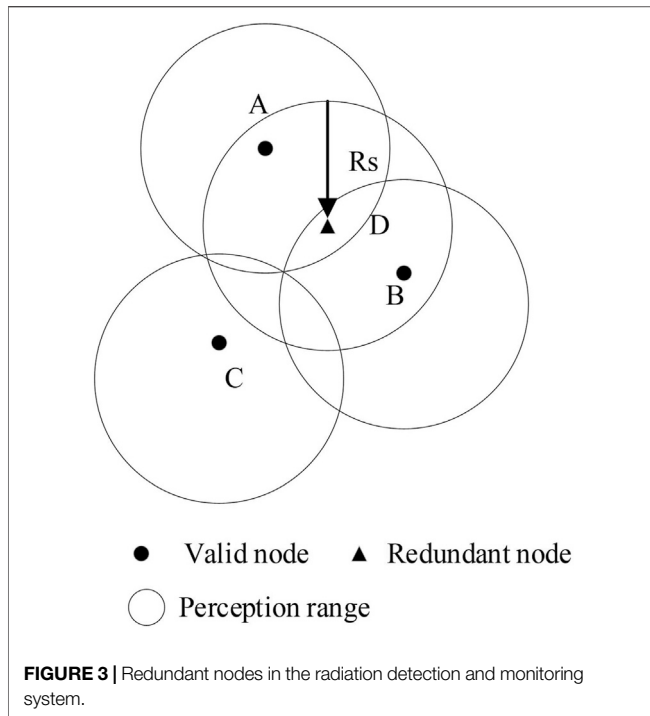 A
Rs
D
B
C
Valid node
Redundant node
Perception range
FIGURE 3 | Redundant nodes in the radiation detection and monitoring
system.